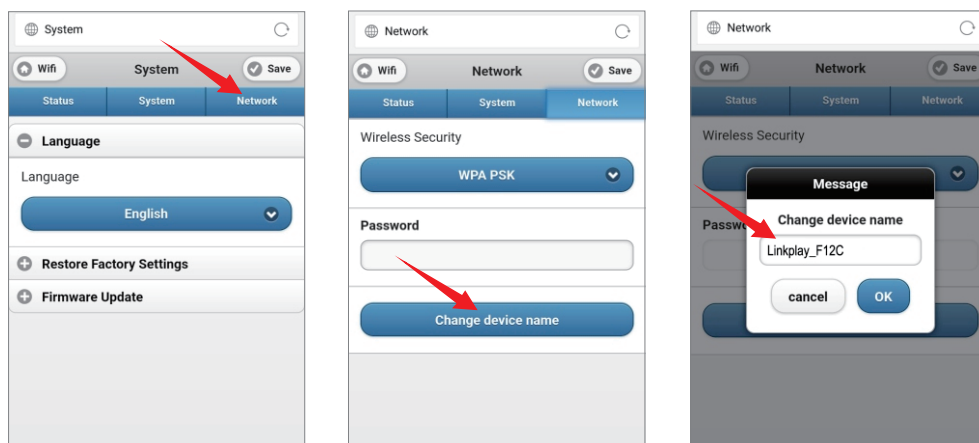 System
Wifi
System
Save
Status
System
Network
Language
Language
English
Restore Factory Settings
Firmware Update
Network
Wifi
Network
Save
Status
System
Network
Wireless Security
WPA PSK
Password
Change device name
Network
Wifi
Network
Save
Status
System
Network
Wireless Security
Message
Change device name
Passwo
Linkplay_F12C
cancel
OK